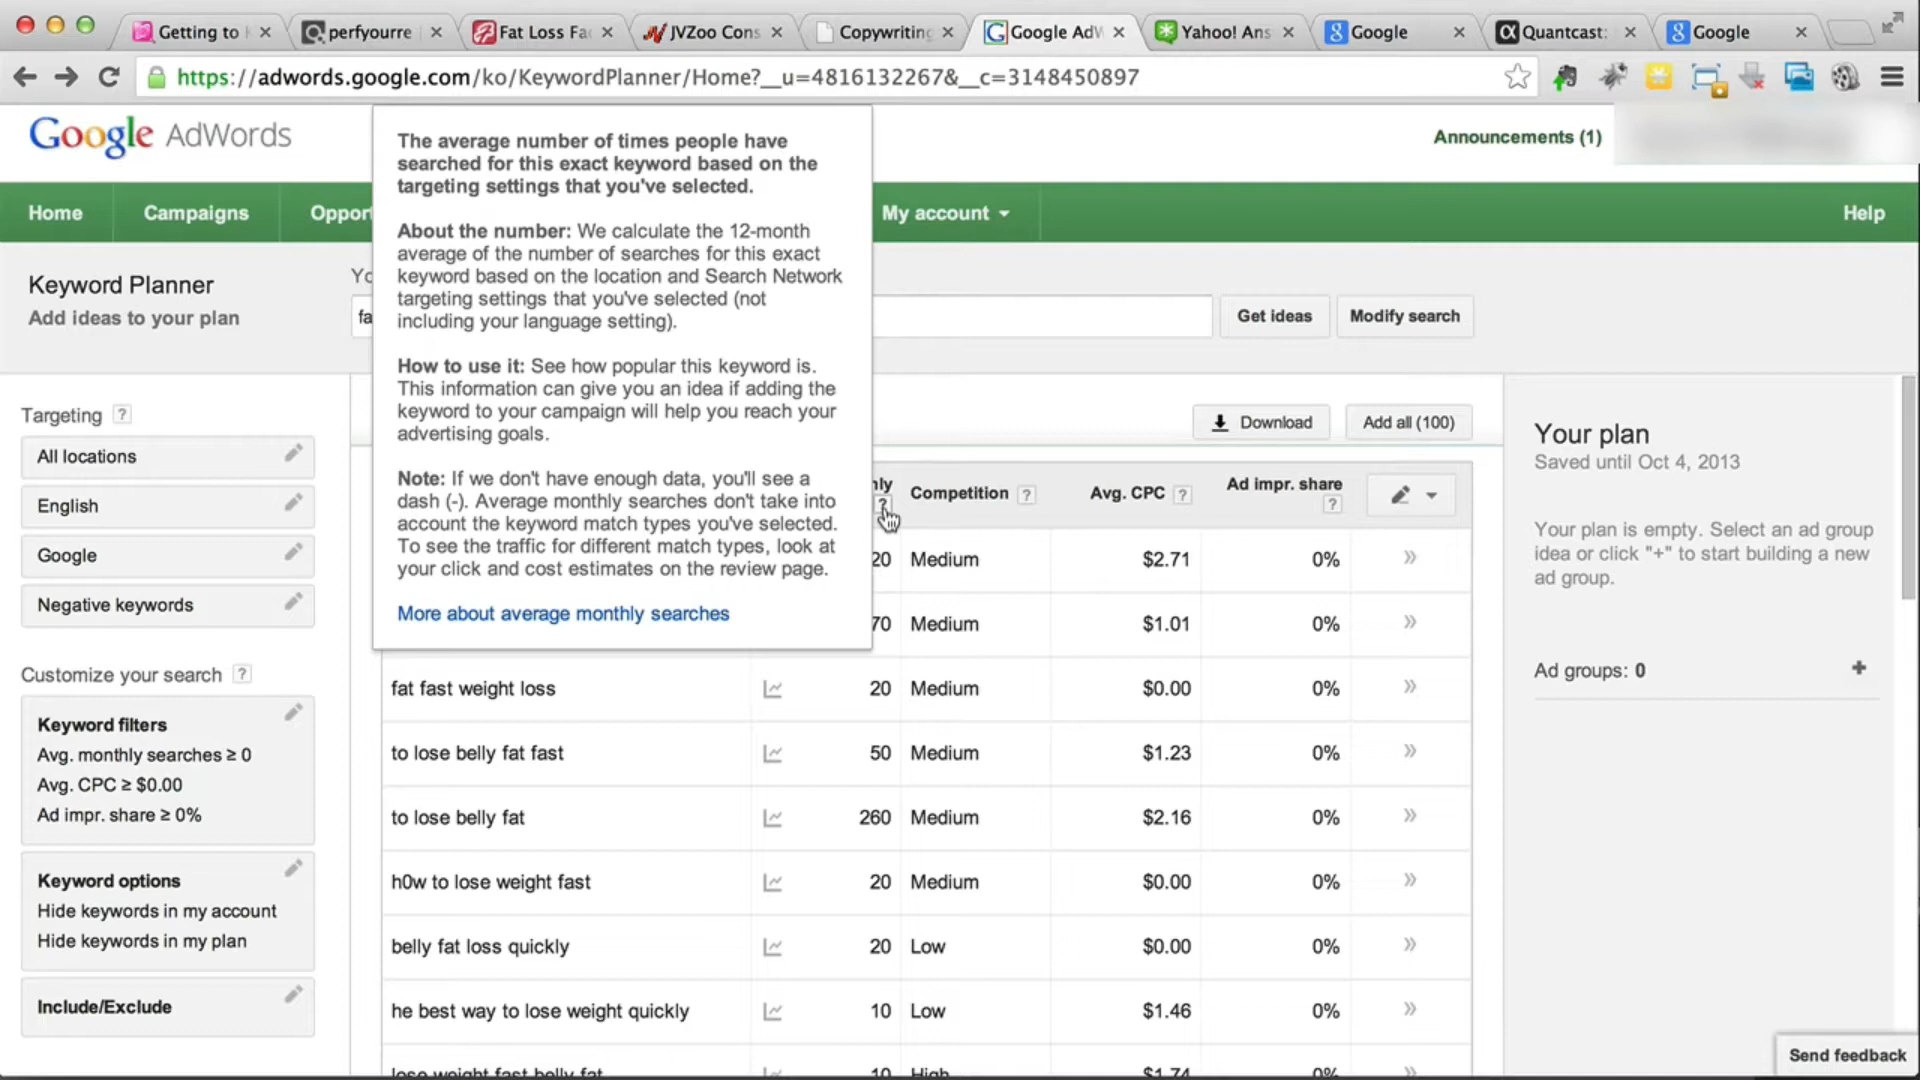 Getting to
perfyourre
Fat Loss Fa
JVZoo Cons
Copywriting
Google AdW
Yahoo! Ans
Google
Quantcast:
Google
https://adwords.google.com/ko/KeywordPlanner/Home?__u=4816132267&__c=3148450897
Google AdWords
Announcements (1)
Home
Campaigns
Opport
My account
Help
Keyword Planner
Add ideas to your plan
Yo
fa
Get ideas
Modify search
The average number of times people have
searched for this exact keyword based on the
targeting settings that you've selected.
About the number: We calculate the 12-month
average of the number of searches for this exact
keyword based on the location and Search Network
targeting settings that you've selected (not
including your language setting).
How to use it: See how popular this keyword is.
This information can give you an idea if adding the
keyword to your campaign will help you reach your
advertising goals.
Note: If we don't have enough data, you'll see a
dash (-). Average monthly searches don't take into
account the keyword match types you've selected.
To see the traffic for different match types, look at
your click and cost estimates on the review page.
More about average monthly searches
Targeting ?
All locations
English
Google
Negative keywords
Customize your search ?
Keyword filters
Avg. monthly searches ≥ 0
Avg. CPC ≥ $0.00
Ad impr. share ≥ 0%
Keyword options
Hide keywords in my account
Hide keywords in my plan
Include/Exclude
Download
Add all (100)
hly ? Competition ? Avg. CPC ? Ad impr. share ?
20 Medium $2.71 0% »
70 Medium $1.01 0% »
fat fast weight loss 20 Medium $0.00 0% »
to lose belly fat fast 50 Medium $1.23 0% »
to lose belly fat 260 Medium $2.16 0% »
h0w to lose weight fast 20 Medium $0.00 0% »
belly fat loss quickly 20 Low $0.00 0% »
he best way to lose weight quickly 10 Low $1.46 0% »
lose weight fast belly fat 10 High $1.74 0% »
Your plan
Saved until Oct 4, 2013
Your plan is empty. Select an ad group
idea or click "+" to start building a new
ad group.
Ad groups: 0 +
Send feedback